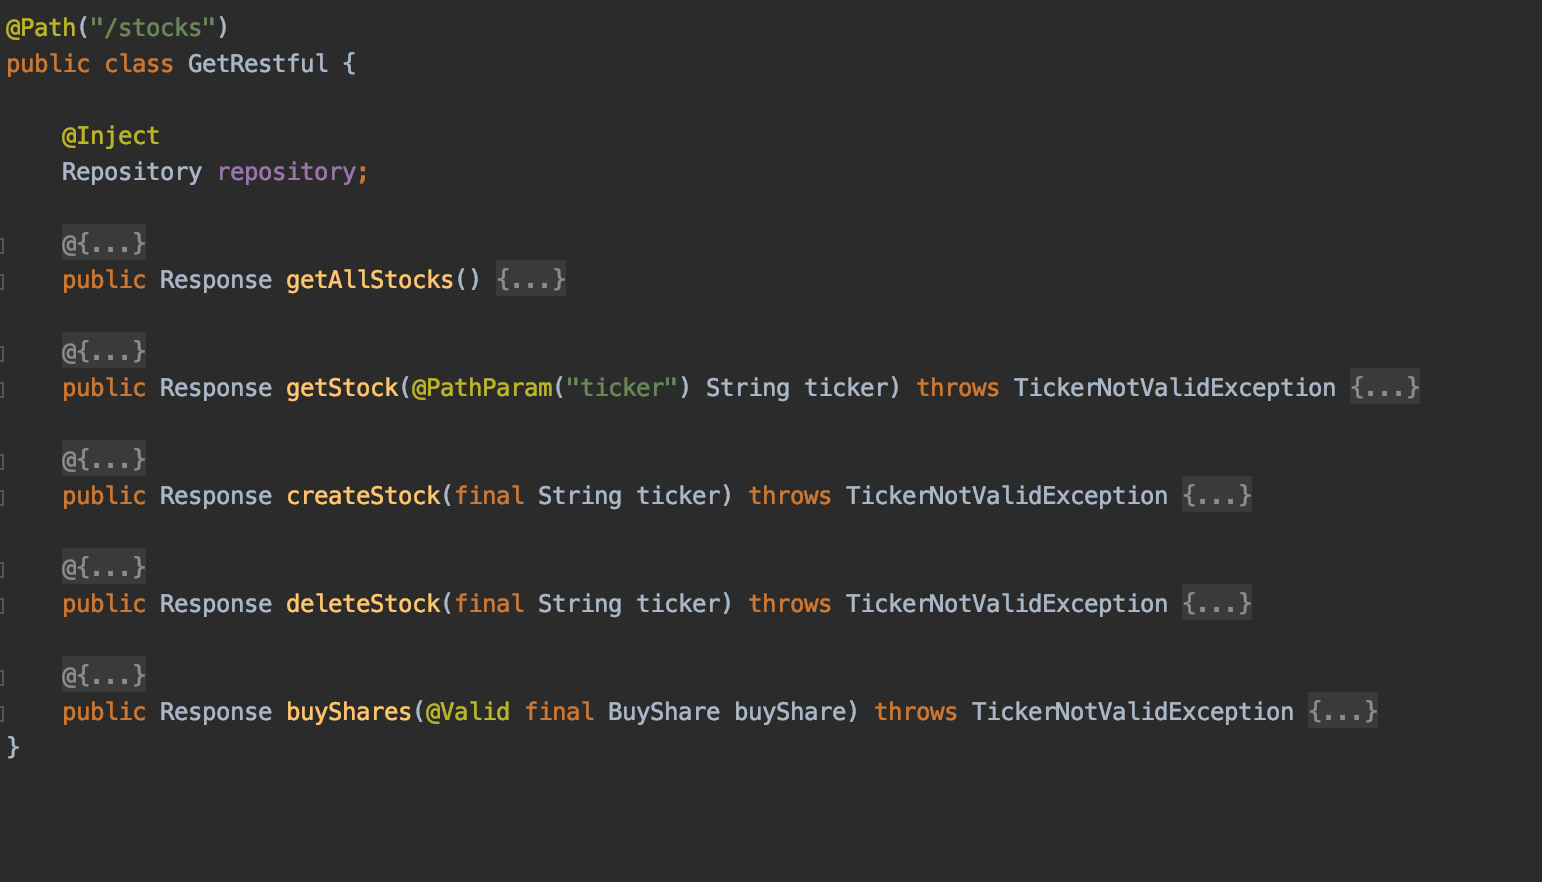 @Path("/stocks")
public class GetRestful {
@Inject
Repository repository;
@{...}
public Response getAllStocks() {...}
@{...}
public Response getStock(@PathParam("ticker") String ticker) throws TickerNotValidException {...}
@{...}
public Response createStock(final String ticker) throws TickerNotValidException {...}
@{...}
public Response deleteStock(final String ticker) throws TickerNotValidException {...}
@{...}
public Response buyShares(@Valid final BuyShare buyShare) throws TickerNotValidException {...}
}